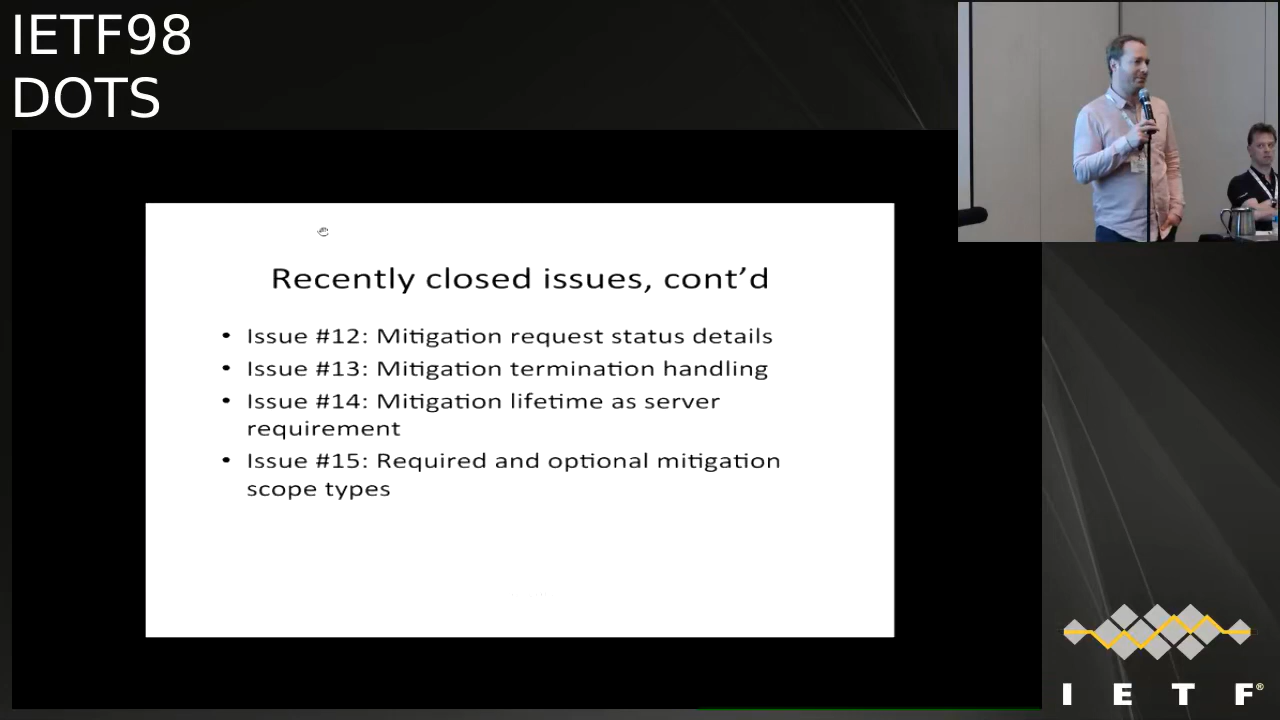 IETF98
DOTS
Recently closed issues, cont’d
• Issue #12: Mitigation request status details
• Issue #13: Mitigation termination handling
• Issue #14: Mitigation lifetime as server
requirement
• Issue #15: Required and optional mitigation
scope types
I E T F®